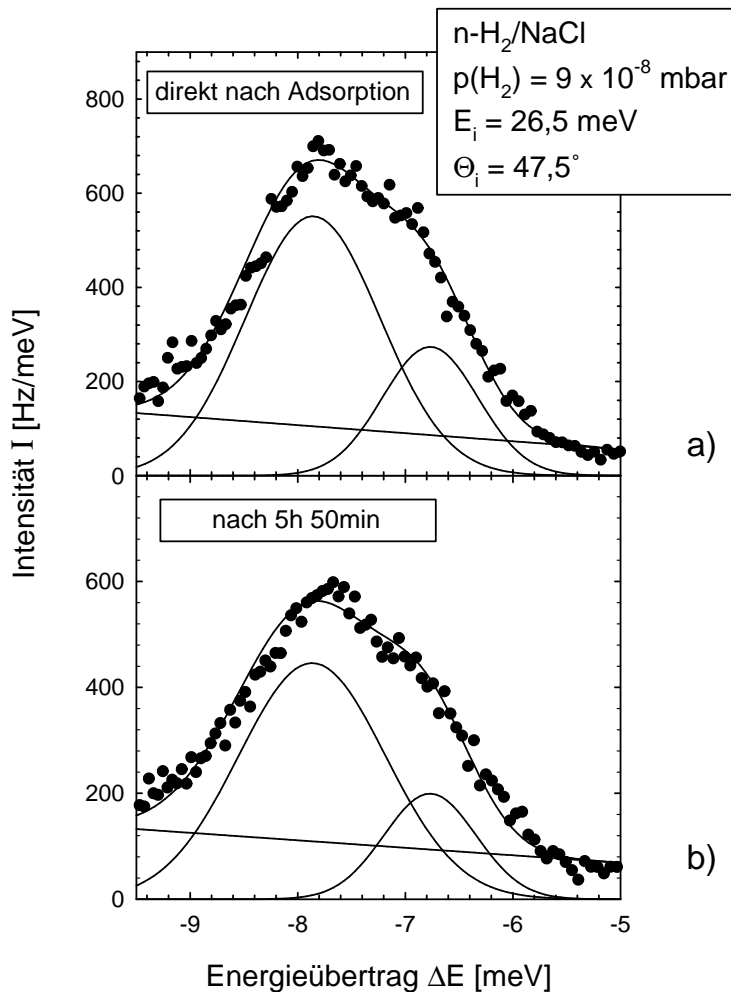 n-H₂/NaCl
p(H₂) = 9 x 10⁻⁸ mbar
Eᵢ = 26,5 meV
Θᵢ = 47,5°
direkt nach Adsorption
800
600
400
200
0
a)
nach 5h 50min
600
400
200
0
b)
-9 -8 -7 -6 -5
Intensität I [Hz/meV]
Energieübertrag ΔE [meV]